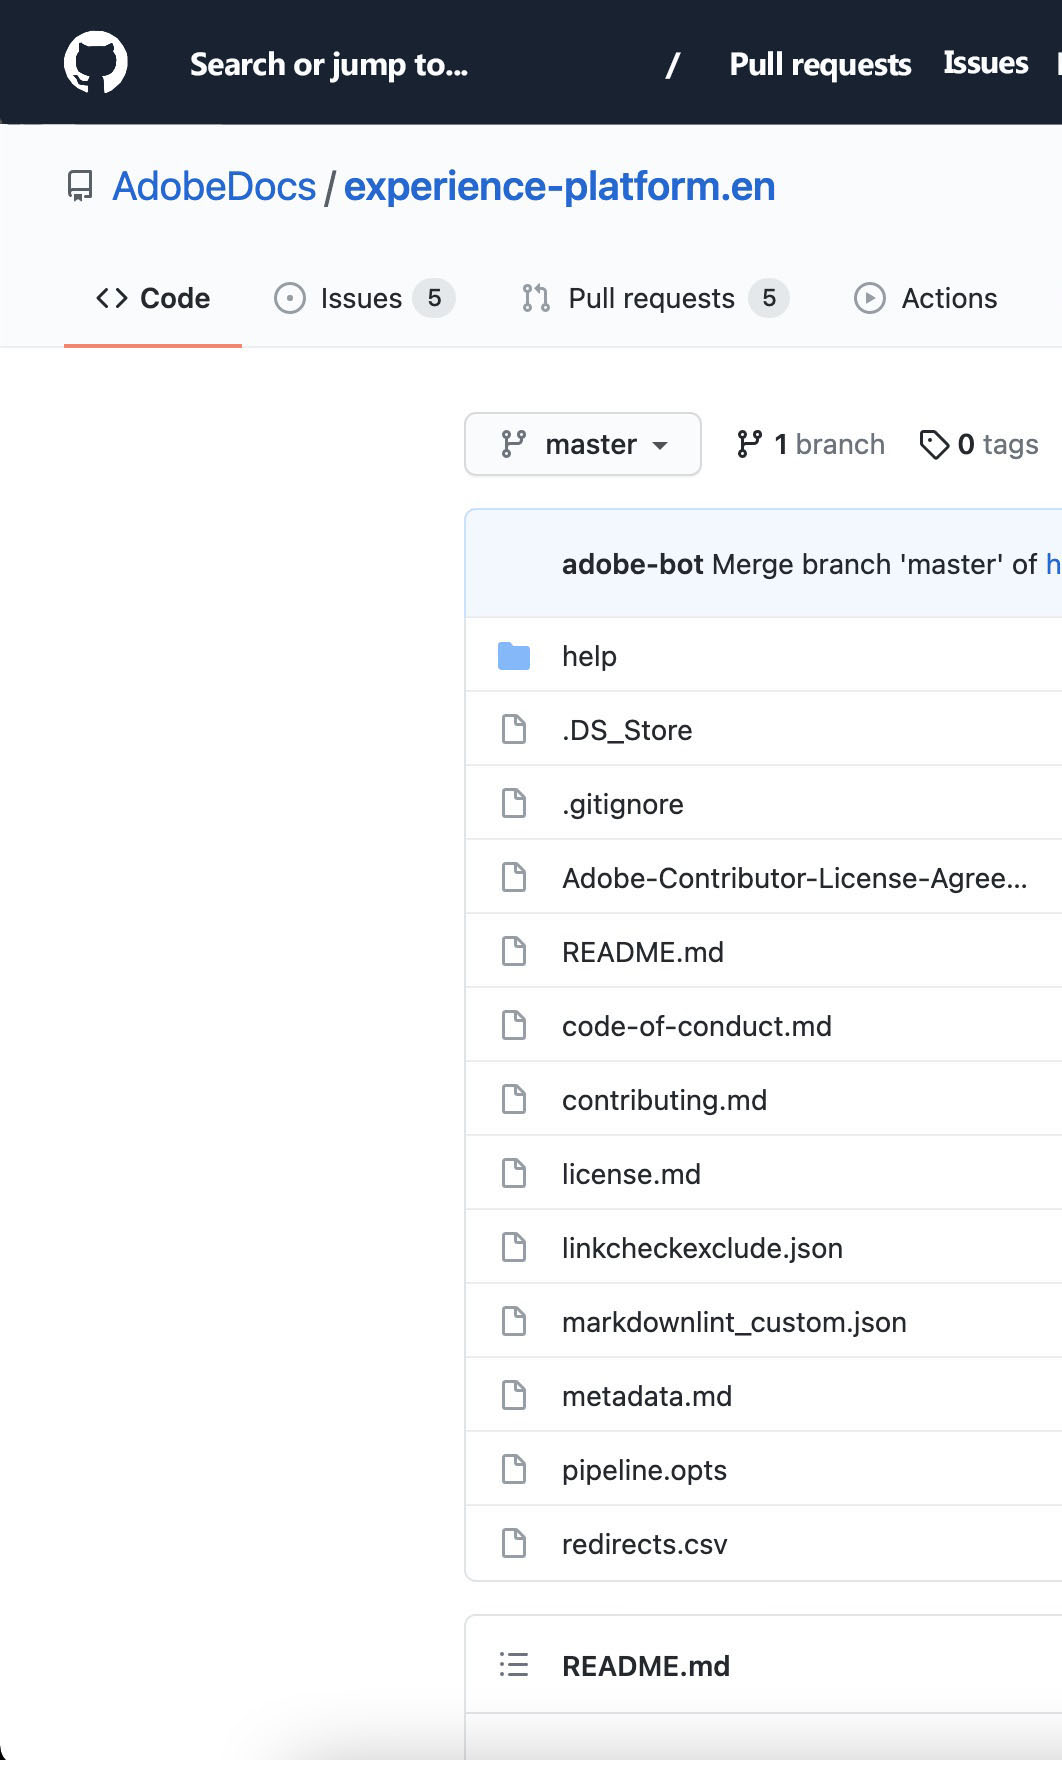 Search or jump to... / Pull requests Issues
AdobeDocs / experience-platform.en
Code Issues 5 Pull requests 5 Actions
master 1 branch 0 tags
adobe-bot Merge branch 'master' of h
help
.DS_Store
.gitignore
Adobe-Contributor-License-Agree...
README.md
code-of-conduct.md
contributing.md
license.md
linkcheckexclude.json
markdownlint_custom.json
metadata.md
pipeline.opts
redirects.csv
README.md